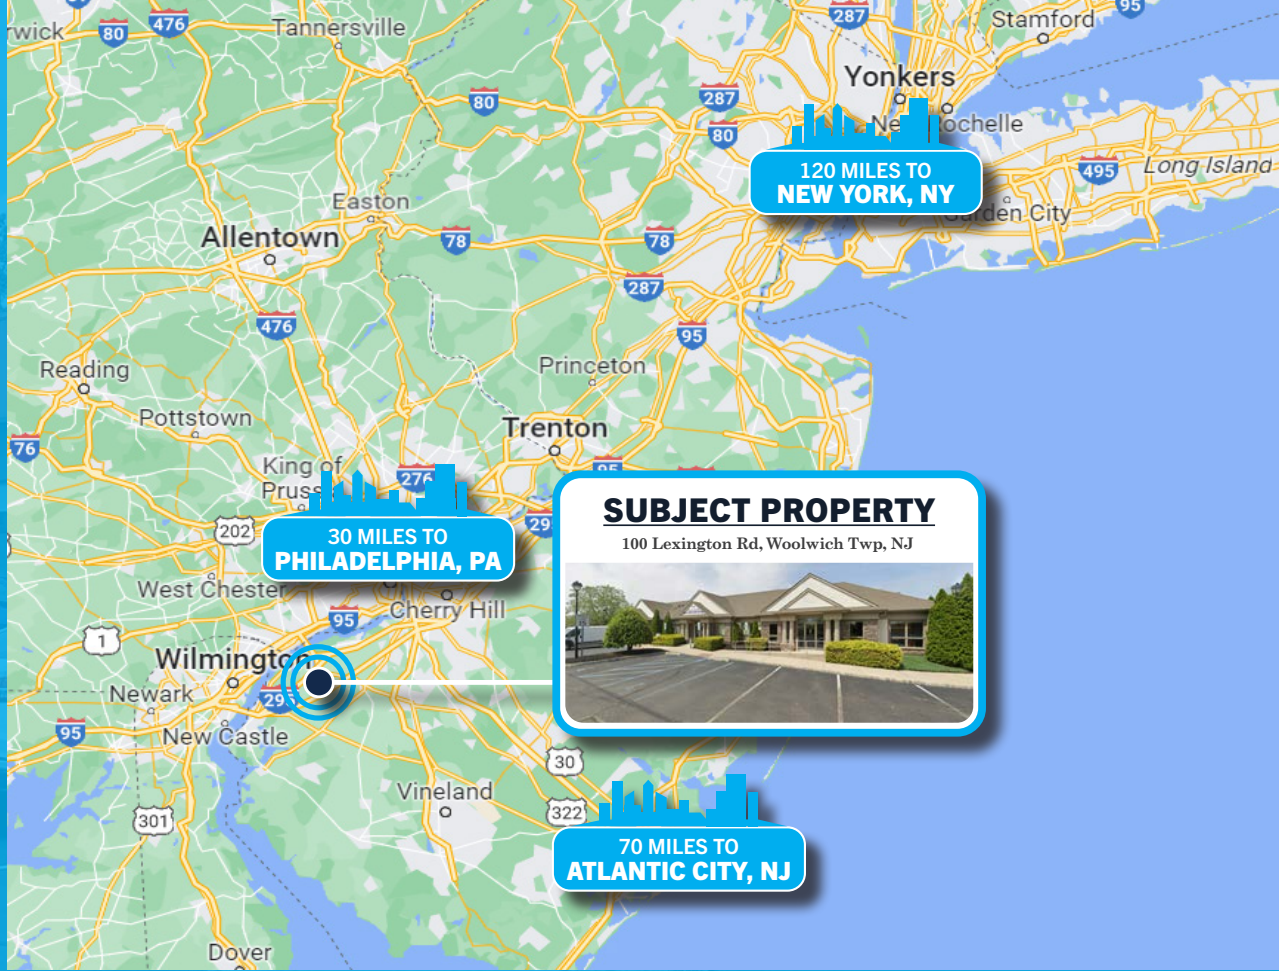 rwick
80
476
Tannersville
287
Stamford
95
Yonkers
80
287
80
New Rochelle
120 MILES TO
NEW YORK, NY
495
Long Island
Garden City
Easton
Allentown
78
78
287
476
95
Reading
Princeton
Pottstown
Trenton
76
King of
Prussia
276
95
202
295
30 MILES TO
PHILADELPHIA, PA
SUBJECT PROPERTY
100 Lexington Rd, Woolwich Twp, NJ
West Chester
Cherry Hill
95
1
Wilmington
Newark
295
95
New Castle
30
Vineland
322
301
70 MILES TO
ATLANTIC CITY, NJ
Dover